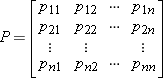 P = [ p₁₁ p₁₂ ⋯ p₁ₙ
p₂₁ p₂₂ ⋯ p₂ₙ
⋮ ⋮ ⋮
pₙ₁ pₙ₂ ⋯ pₙₙ ]